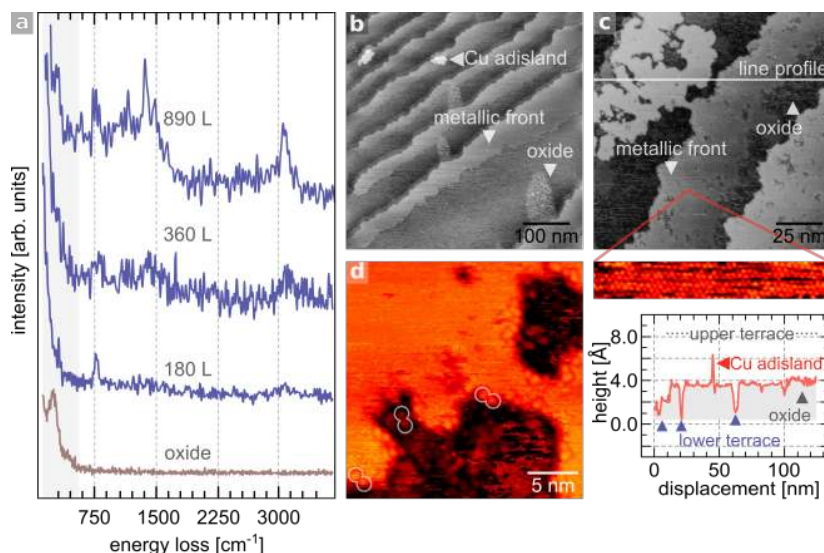 a
890 L
360 L
180 L
oxide
intensity [arb. units]
750 1500 2250 3000
energy loss [cm⁻¹]
b
Cu adisland
metallic front
oxide
100 nm
c
line profile
oxide
metallic front
25 nm
d
5 nm
height [Å]
8.0
4.0
0.0
upper terrace
Cu adisland
oxide
lower terrace
0 50 100
displacement [nm]